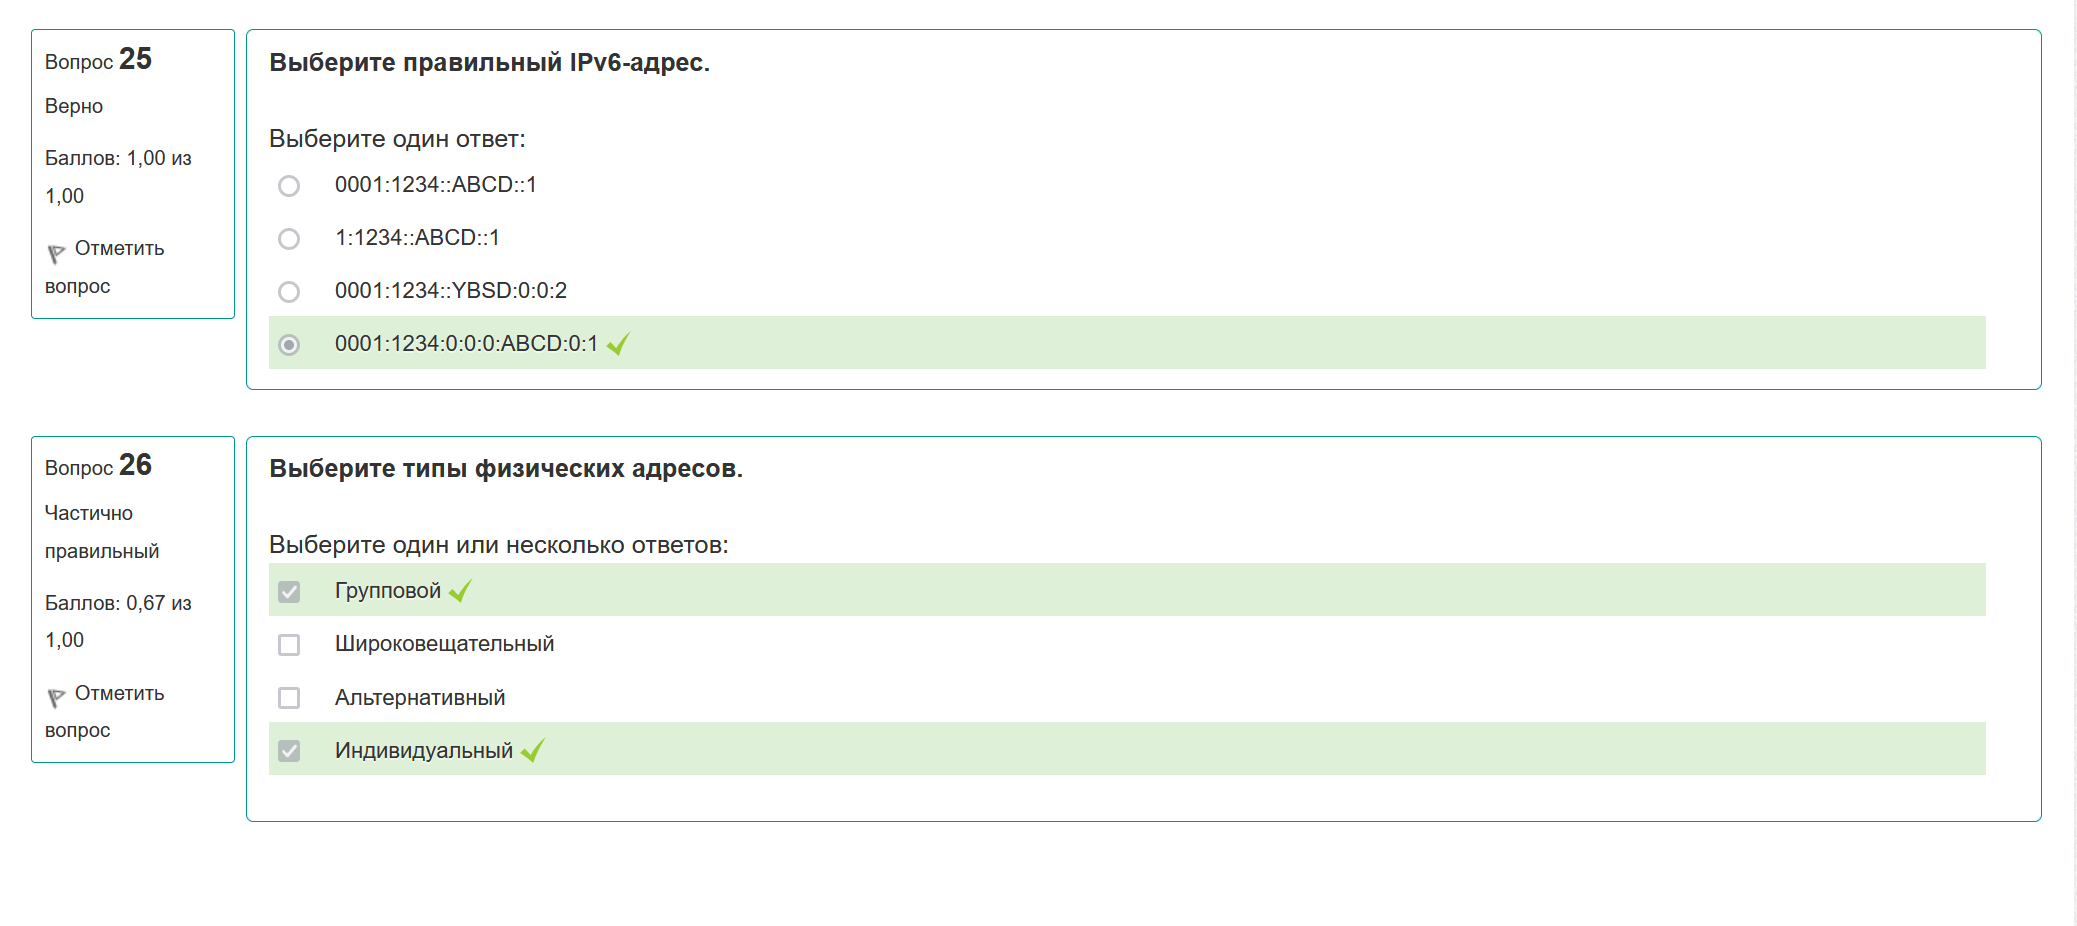 Вопрос 25
Верно
Баллов: 1,00 из
1,00
Отметить
вопрос
Выберите правильный IPv6-адрес.
Выберите один ответ:
0001:1234::ABCD::1
1:1234::ABCD::1
0001:1234::YBSD:0:0:2
0001:1234:0:0:0:ABCD:0:1
Вопрос 26
Частично
правильный
Баллов: 0,67 из
1,00
Отметить
вопрос
Выберите типы физических адресов.
Выберите один или несколько ответов:
Групповой
Широковещательный
Альтернативный
Индивидуальный